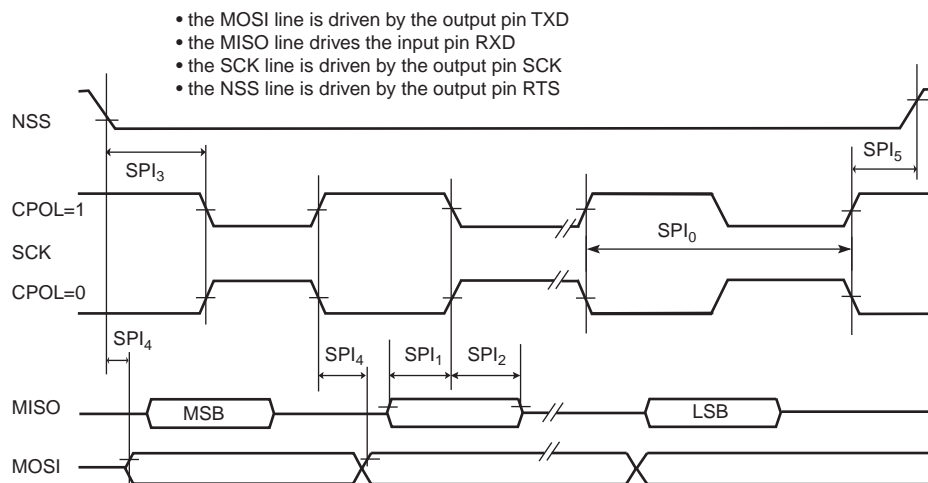 • the MOSI line is driven by the output pin TXD
• the MISO line drives the input pin RXD
• the SCK line is driven by the output pin SCK
• the NSS line is driven by the output pin RTS
NSS
SPI3
SPI5
CPOL=1
SCK
SPI0
CPOL=0
SPI4
SPI4
SPI1
SPI2
MISO
MSB
LSB
MOSI